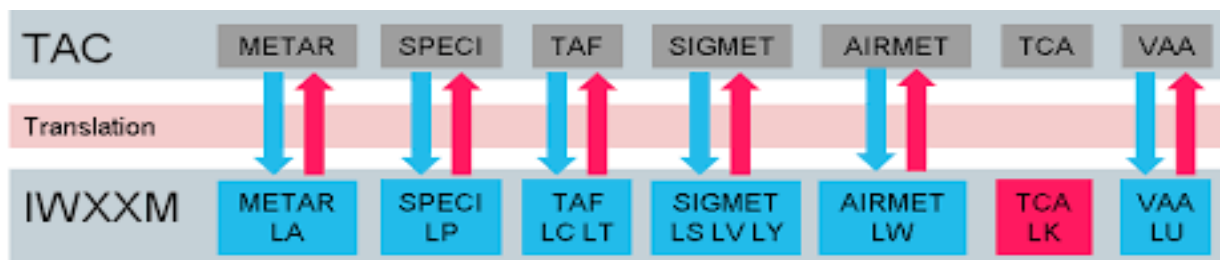 TAC METAR SPECI TAF SIGMET AIRMET TCA VAA
Translation
IWXXM METAR SPECI TAF SIGMET AIRMET TCA VAA
LA LP LC LT LS LV LY LW LK LU